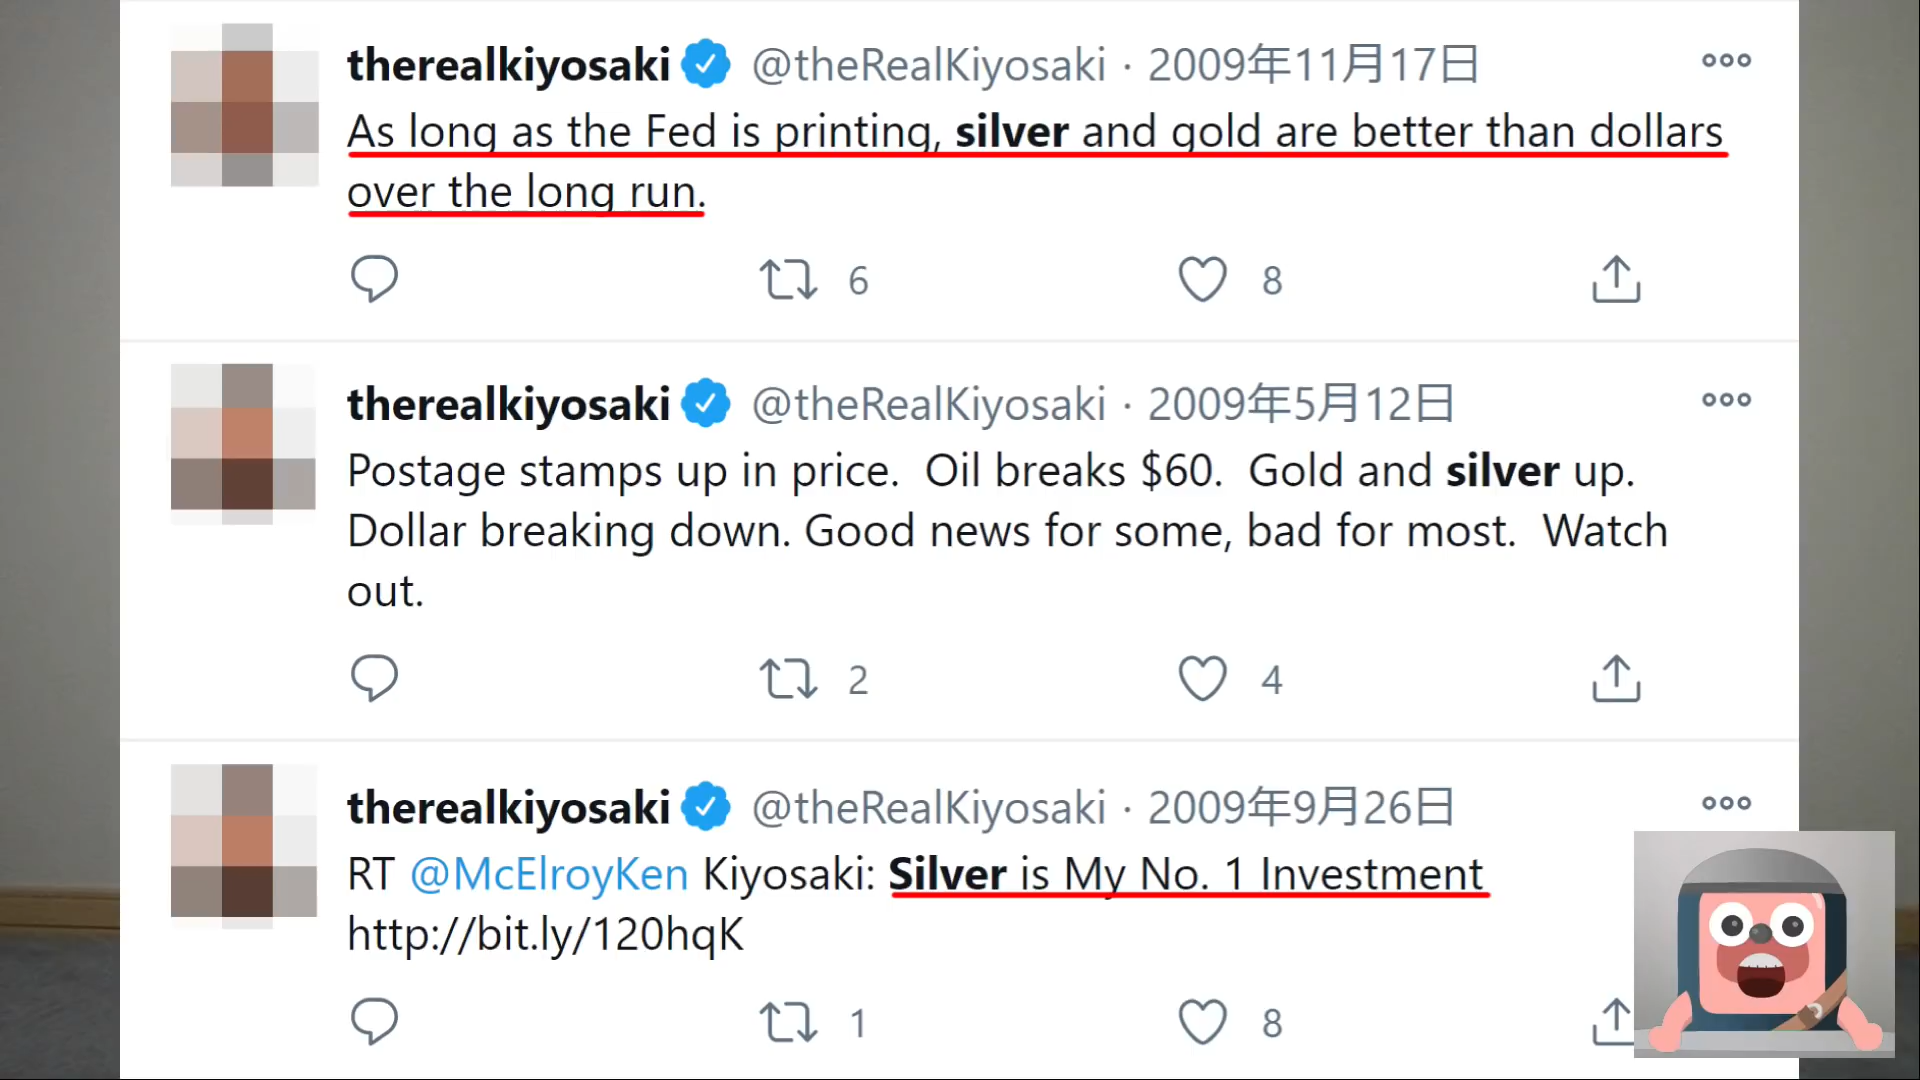 therealkiyosaki @theRealKiyosaki · 2009年11月17日
As long as the Fed is printing, silver and gold are better than dollars
over the long run.
6 8
therealkiyosaki @theRealKiyosaki · 2009年5月12日
Postage stamps up in price.  Oil breaks $60.  Gold and silver up.
Dollar breaking down. Good news for some, bad for most.  Watch
out.
2 4
therealkiyosaki @theRealKiyosaki · 2009年9月26日
RT @McElroyKen Kiyosaki: Silver is My No. 1 Investment
http://bit.ly/120hqK
1 8